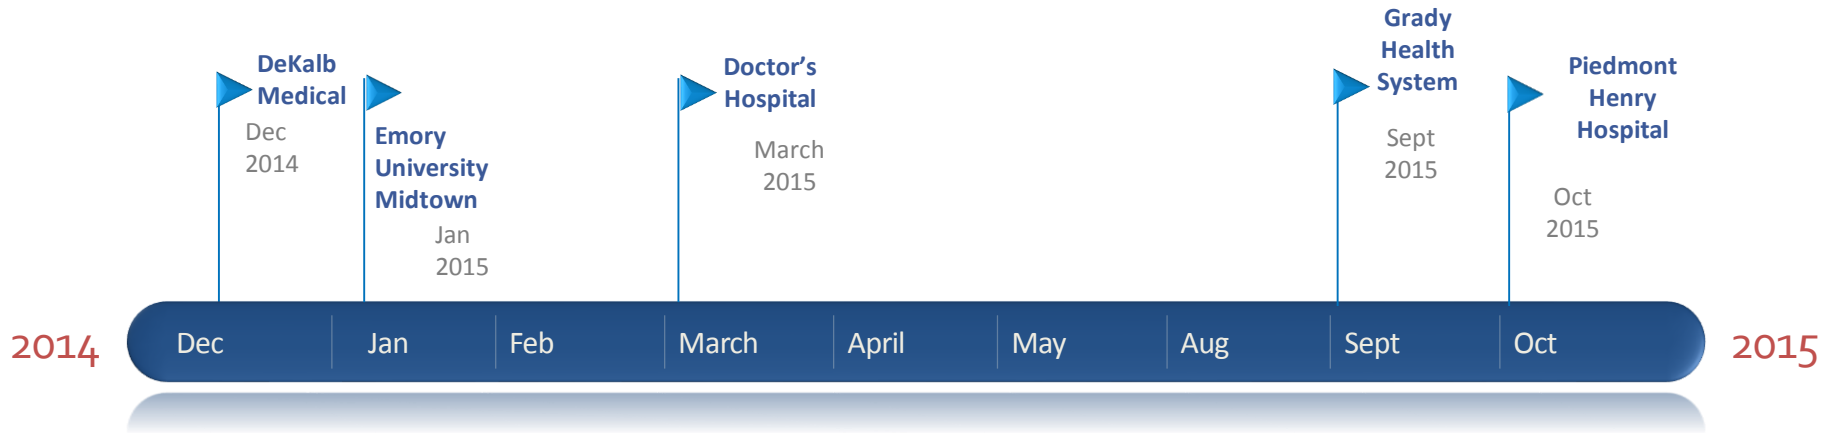 DeKalb
Medical
Dec
2014
Emory
University
Midtown
Jan
2015
Doctor’s
Hospital
March
2015
Grady
Health
System
Sept
2015
Piedmont
Henry
Hospital
Oct
2015
2014
Dec
Jan
Feb
March
April
May
Aug
Sept
Oct
2015